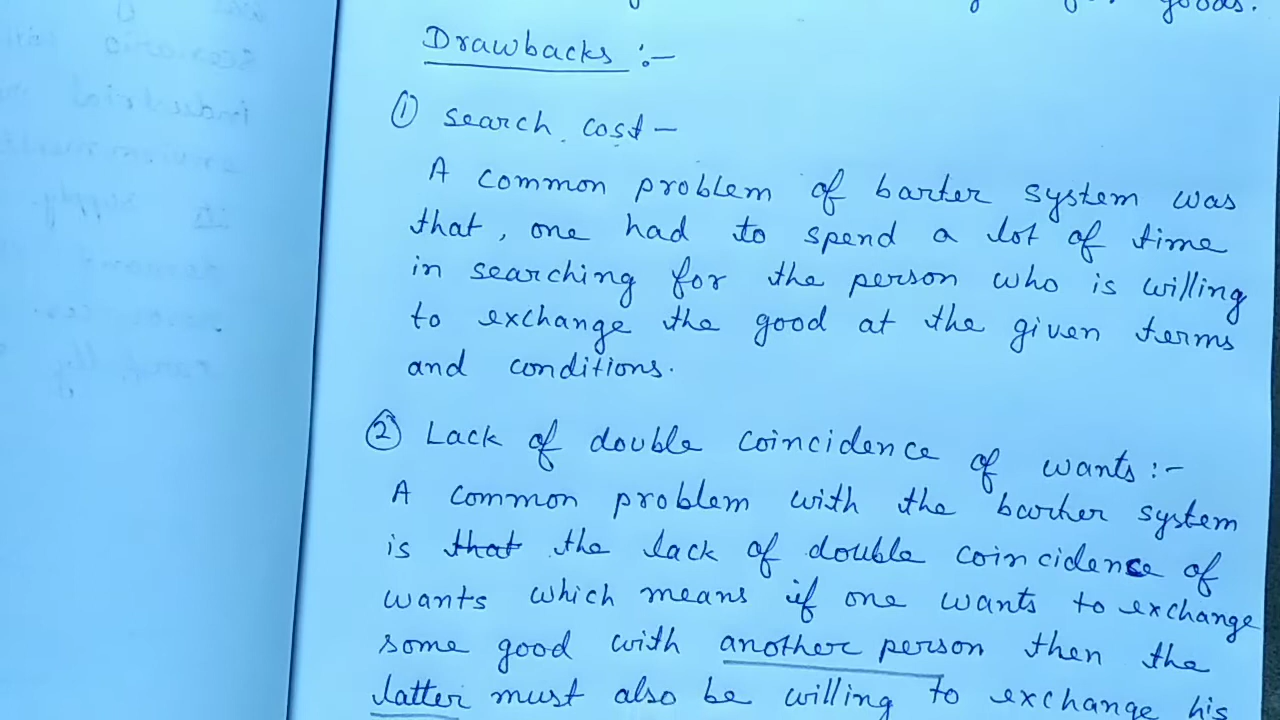 goods.
Drawbacks :-
① search cost -
A common problem of barter system was
that, one had to spend a lot of time
in searching for the person who is willing
to exchange the good at the given terms
and conditions.
② Lack of double coincidence of wants :-
A common problem with the barter system
is that the lack of double coincidence of
wants which means if one wants to exchange
some good with another person then the
latter must also be willing to exchange his